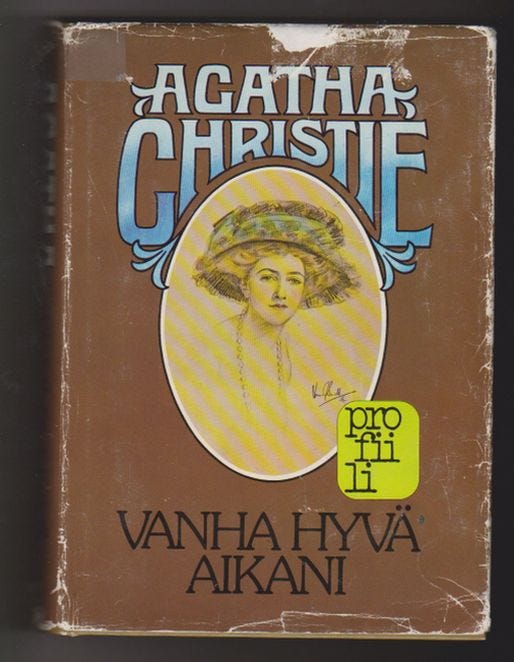 AGATHA
CHRISTIE
pro
fii
li
VANHA HYVÄ
AIKANI